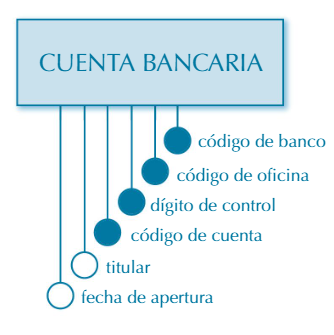 CUENTA BANCARIA
código de banco
código de oficina
dígito de control
código de cuenta
titular
fecha de apertura